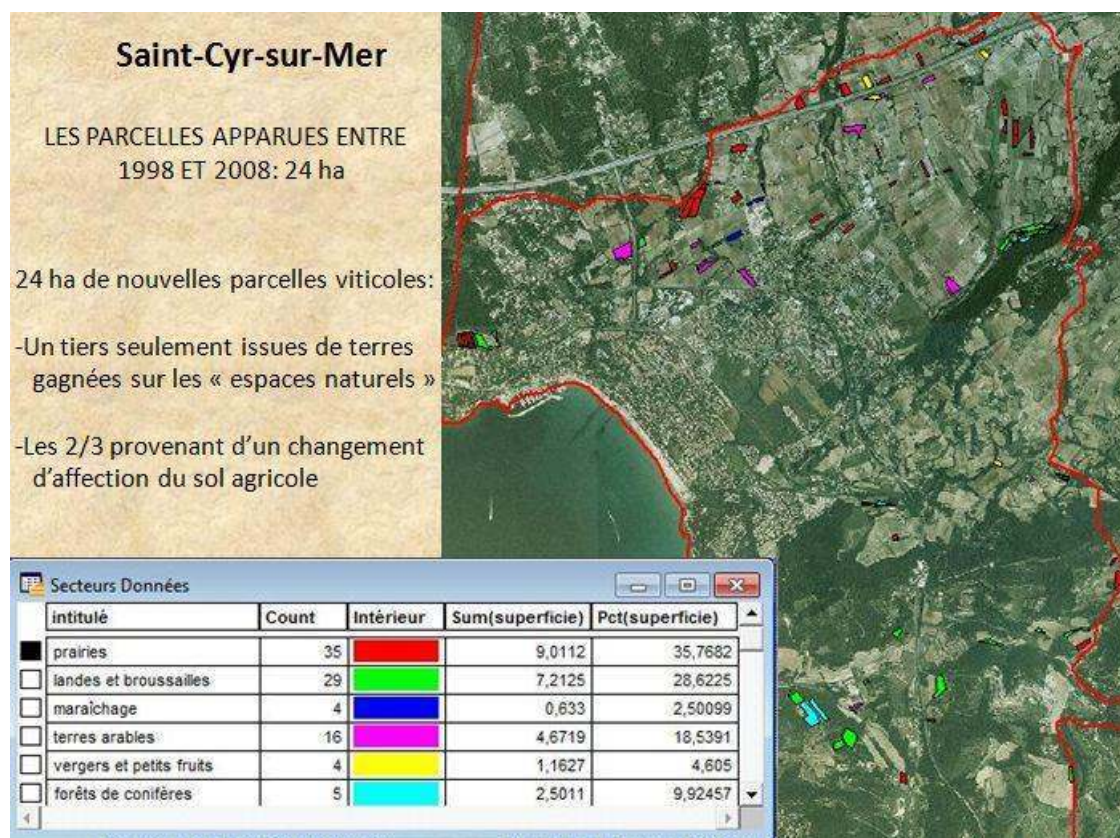 Saint-Cyr-sur-Mer
LES PARCELLES APPARUES ENTRE
1998 ET 2008: 24 ha
24 ha de nouvelles parcelles viticoles:
-Un tiers seulement issues de terres
gagnées sur les « espaces naturels »
-Les 2/3 provenant d’un changement
d’affection du sol agricole
Secteurs Données
intitulé Count Intérieur Sum(superficie) Pct(superficie)
prairies 35 9,0112 35,7682
landes et broussailles 29 7,2125 28,6225
maraîchage 4 0,633 2,50099
terres arables 16 4,6719 18,5391
vergers et petits fruits 4 1,1627 4,605
forêts de conifères 5 2,5011 9,92457